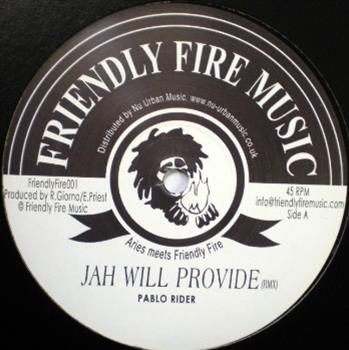 FRIENDLY FIRE MUSIC
Distributed by Nu Urban Music. www.nu-urbanmusic.co.uk
FriendlyFire001
Produced by R.Giorno/E.Priest
© Friendly Fire Music
45 RPM
info@friendlyfiremusic.com
Side A
Aries meets Friendly Fire
JAH WILL PROVIDE (RMX)
PABLO RIDER